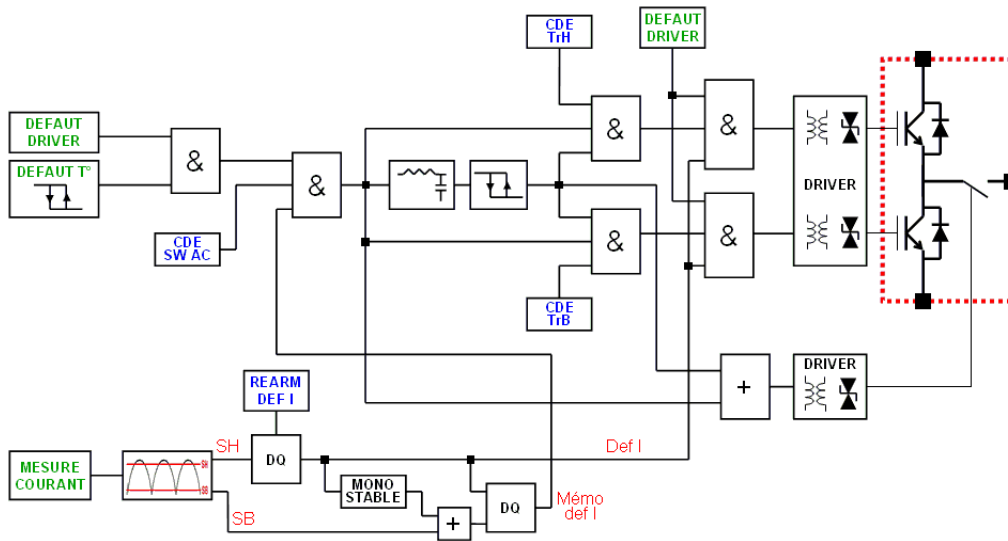 CDE
TrH
DEFAUT
DRIVER
DEFAUT
DRIVER
DEFAUT T°
&
&
&
&
&
&
DRIVER
CDE
SW AC
CDE
TrB
REARM
DEF I
+
DRIVER
SH
Def I
MESURE
COURANT
SH
SB
DQ
MONO
STABLE
DQ
Mémo
def I
SB
+